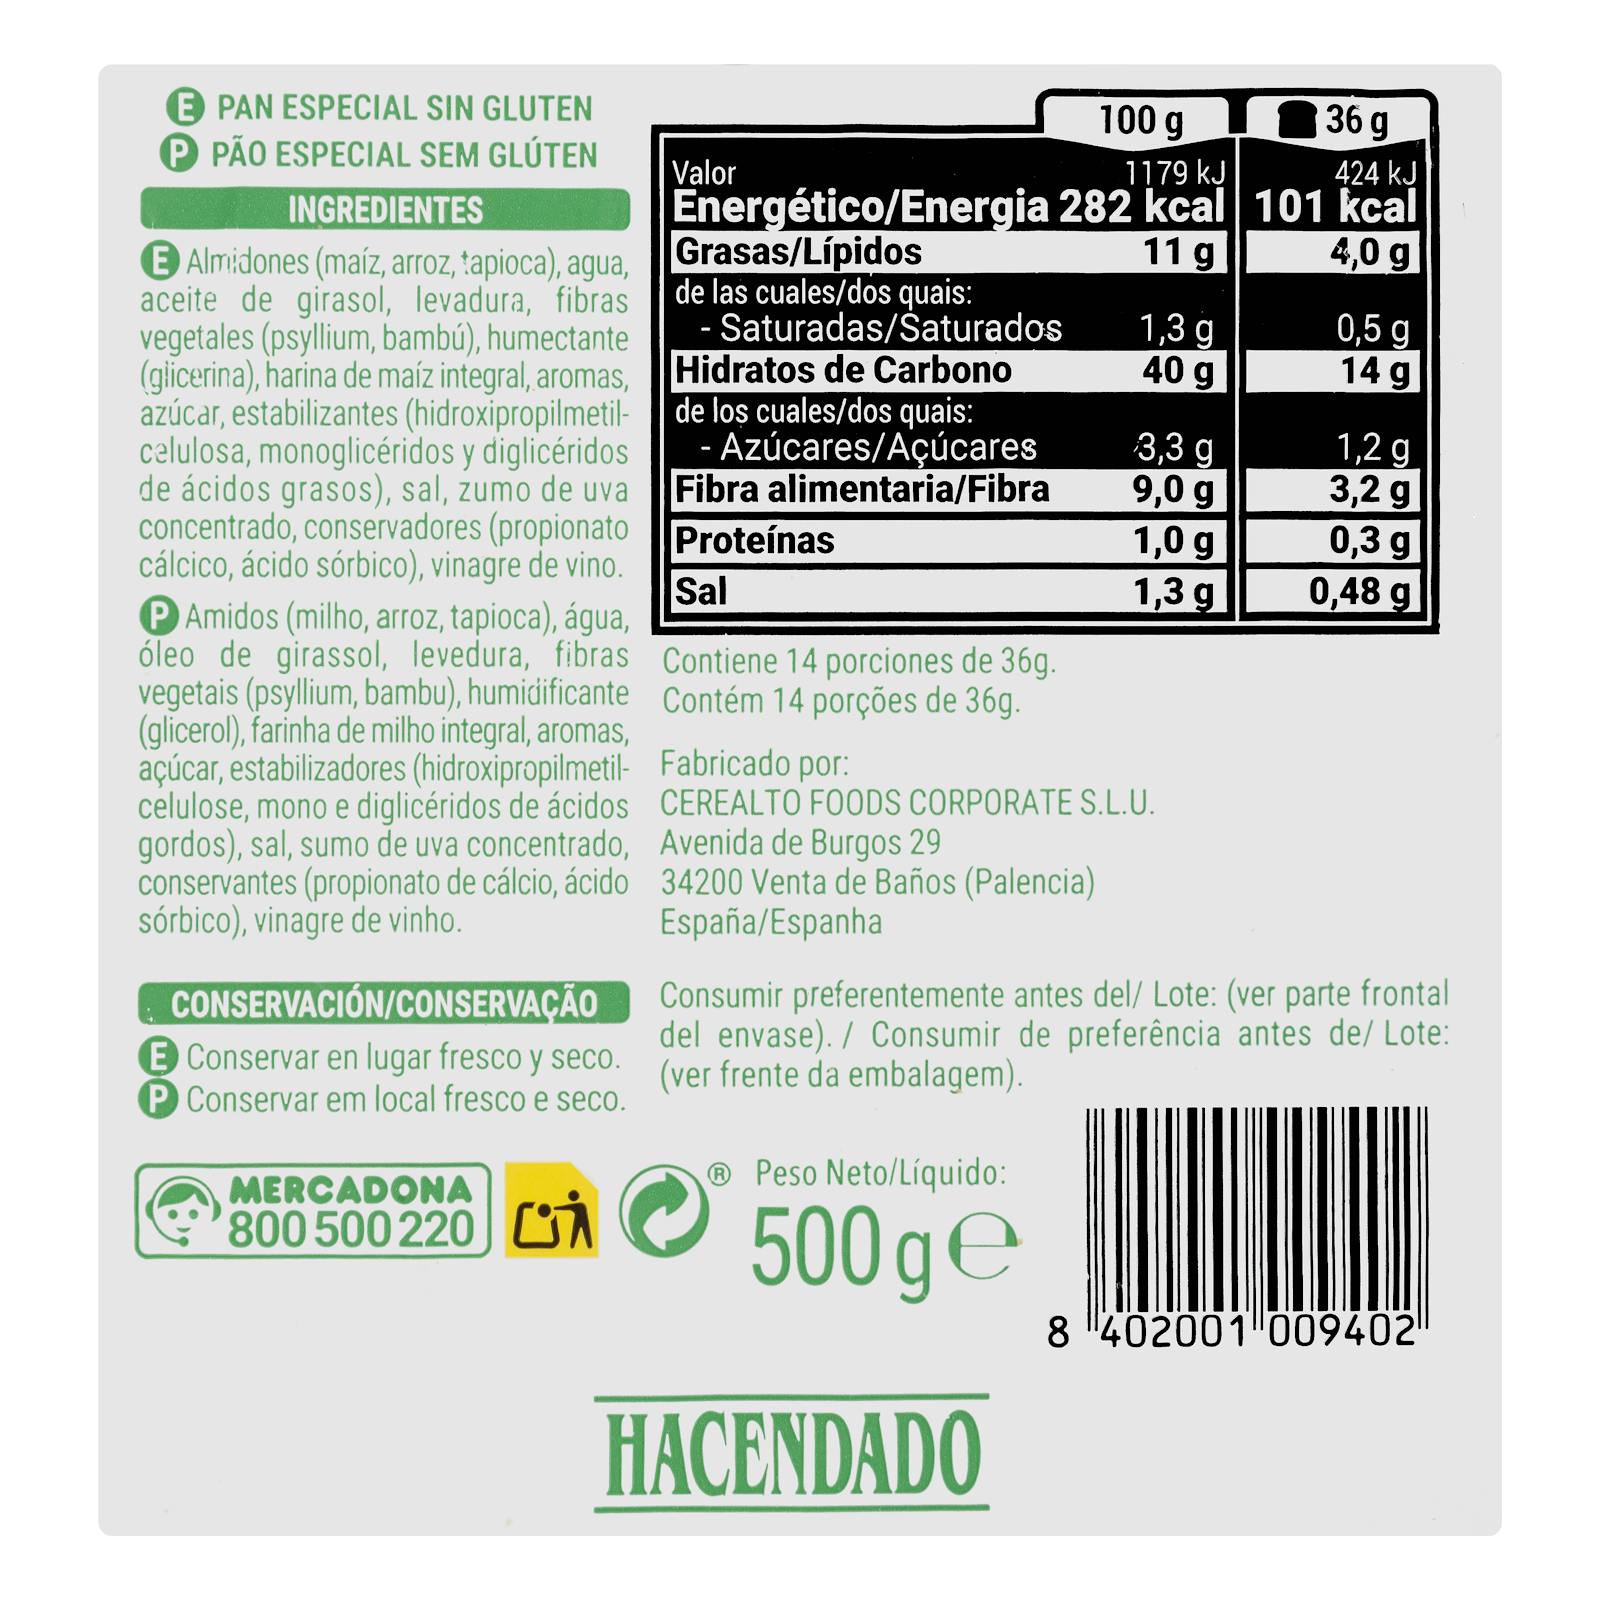 E PAN ESPECIAL SIN GLUTEN
P PÃO ESPECIAL SEM GLÚTEN
INGREDIENTES
E Almidones (maíz, arroz, tapioca), agua,
aceite de girasol, levadura, fibras
vegetales (psyllium, bambú), humectante
(glicerina), harina de maíz integral, aromas,
azúcar, estabilizantes (hidroxipropilmetil-
celulosa, monoglicéridos y diglicéridos
de ácidos grasos), sal, zumo de uva
concentrado, conservadores (propionato
cálcico, ácido sórbico), vinagre de vino.
P Amidos (milho, arroz, tapioca), água,
óleo de girassol, levedura, fibras
vegetais (psyllium, bambu), humidificante
(glicerol), farinha de milho integral, aromas,
açúcar, estabilizadores (hidroxipropilmetil-
celulose, mono e diglicéridos de ácidos
gordos), sal, sumo de uva concentrado,
conservantes (propionato de cálcio, ácido
sórbico), vinagre de vinho.
CONSERVACIÓN/CONSERVAÇÃO
E Conservar en lugar fresco y seco.
P Conservar em local fresco e seco.
MERCADONA
800 500 220
100 g 36 g
Valor 1179 kJ 424 kJ
Energético/Energia 282 kcal 101 kcal
Grasas/Lípidos 11 g 4,0 g
de las cuales/dos quais:
- Saturadas/Saturados 1,3 g 0,5 g
Hidratos de Carbono 40 g 14 g
de los cuales/dos quais:
- Azúcares/Açúcares 3,3 g 1,2 g
Fibra alimentaria/Fibra 9,0 g 3,2 g
Proteínas 1,0 g 0,3 g
Sal 1,3 g 0,48 g
Contiene 14 porciones de 36g.
Contém 14 porções de 36g.
Fabricado por:
CEREALTO FOODS CORPORATE S.L.U.
Avenida de Burgos 29
34200 Venta de Baños (Palencia)
España/Espanha
Consumir preferentemente antes del/ Lote: (ver parte frontal
del envase). / Consumir de preferência antes de/ Lote:
(ver frente da embalagem).
® Peso Neto/Líquido:
500 g e
8 402001 009402
HACENDADO